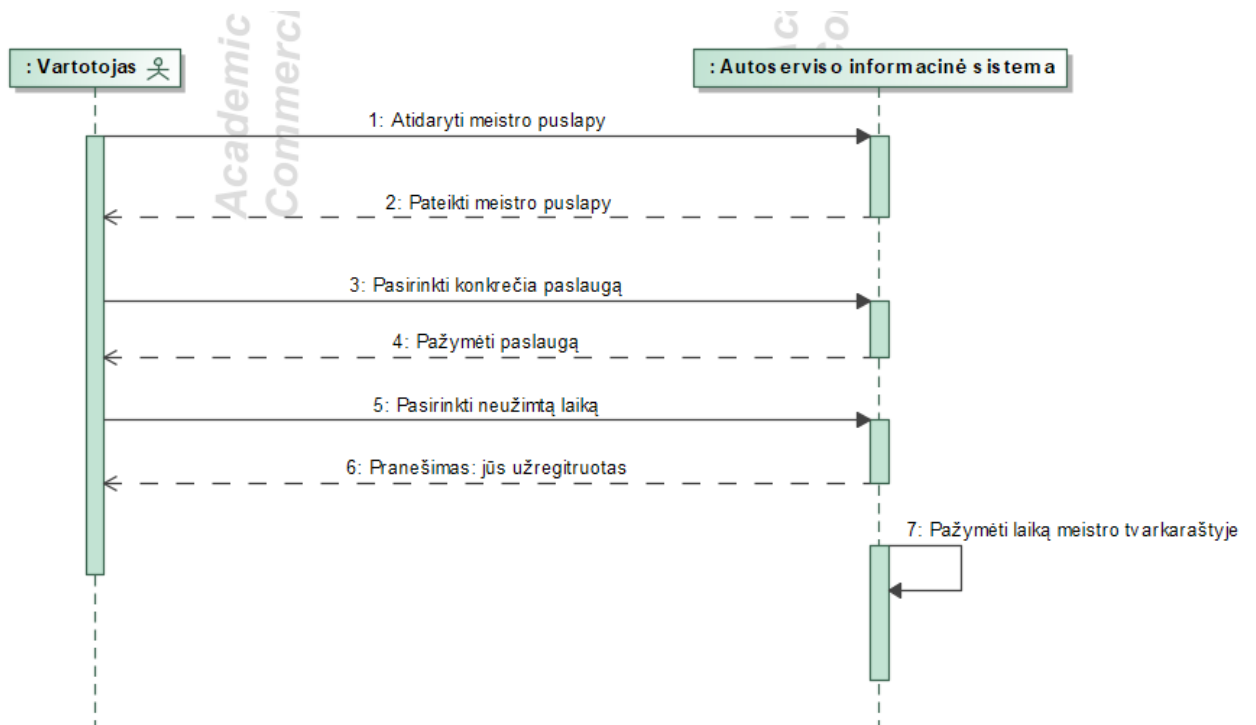 Academic
Commerci
: Vartotojas
: Autoserviso informacinė sistema
1: Atidaryti meistro puslapy
2: Pateikti meistro puslapy
3: Pasirinkti konkrečia paslaugą
4: Pažymėti paslaugą
5: Pasirinkti neužimtą laiką
6: Pranešimas: jūs užregitruotas
7: Pažymėti laiką meistro tvarkaraštyje